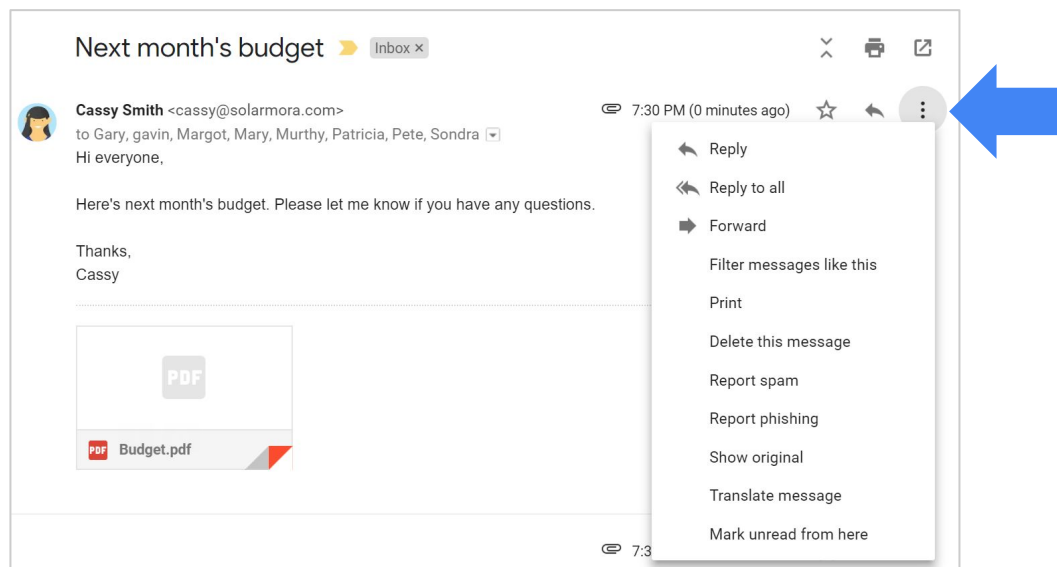 Next month's budget Inbox ×
Cassy Smith <cassy@solarmora.com> 7:30 PM (0 minutes ago)
to Gary, gavin, Margot, Mary, Murthy, Patricia, Pete, Sondra
Hi everyone,
Here's next month's budget. Please let me know if you have any questions.
Thanks,
Cassy
PDF
PDF Budget.pdf
Reply
Reply to all
Forward
Filter messages like this
Print
Delete this message
Report spam
Report phishing
Show original
Translate message
Mark unread from here
7:3